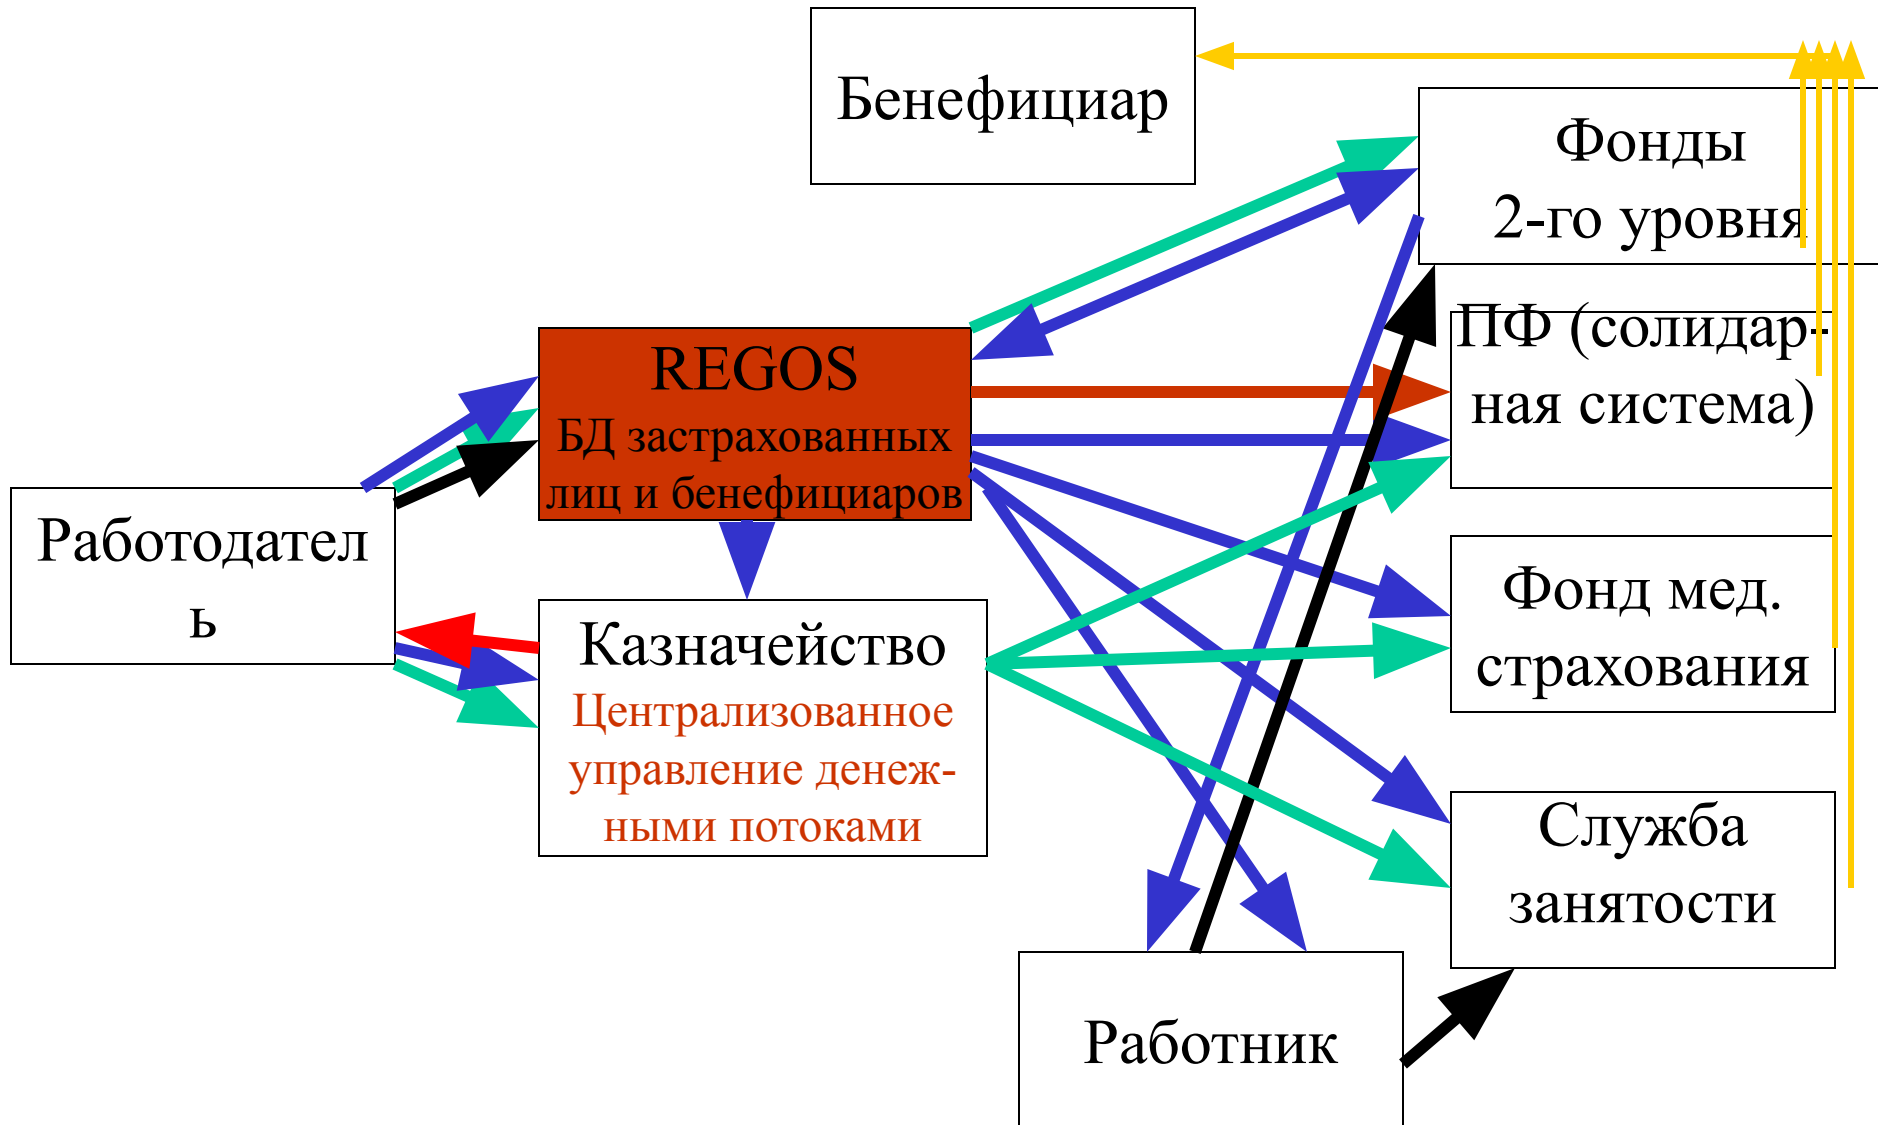 Бенефициар
Фонды
2-го уровня
ПФ (солидар-
ная система)
REGOS
БД застрахованных
лиц и бенефициаров
Работодател
ь
Казначейство
Централизованное
управление денеж-
ными потоками
Фонд мед.
страхования
Служба
занятости
Работник